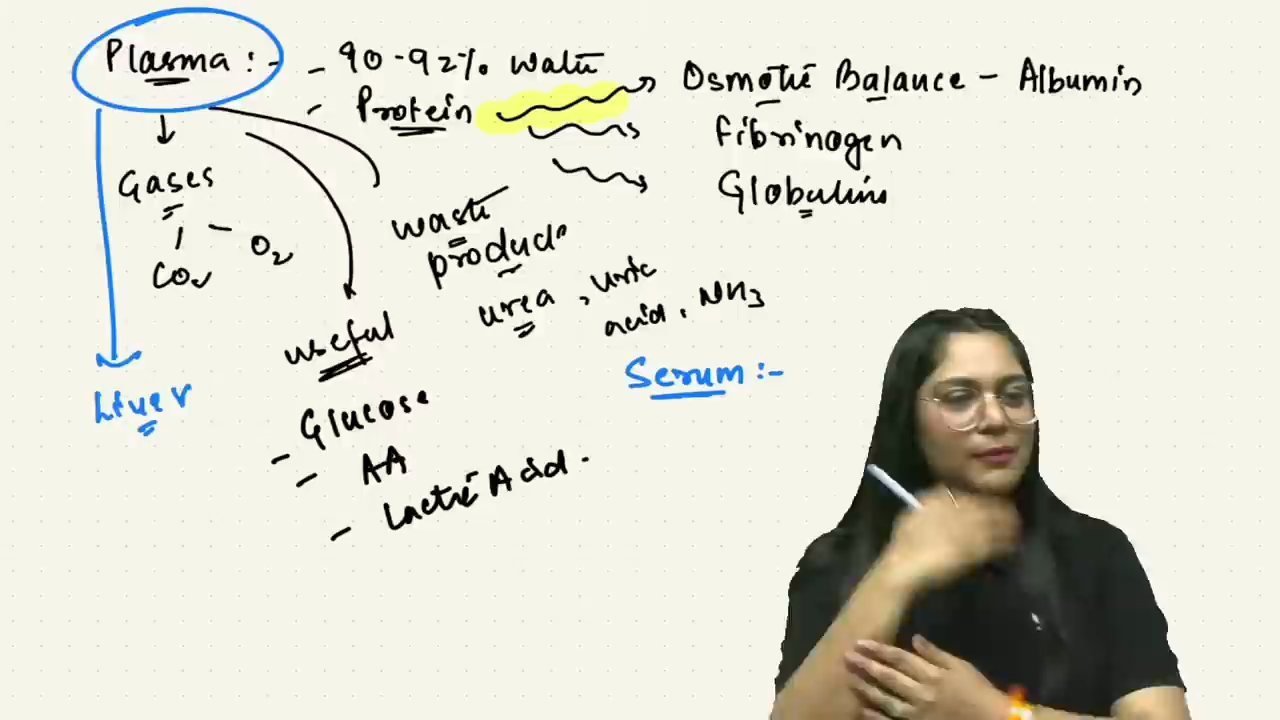 Plasma :-
- 90-92% Water
- Protein
Osmotic Balance - Albumin
Fibrinogen
Globulins
Gases
CO2
O2
waste
products
urea, uric
acid, NH3
useful
- Glucose
- AA
- Lactic Acid.
Liver
Serum :-